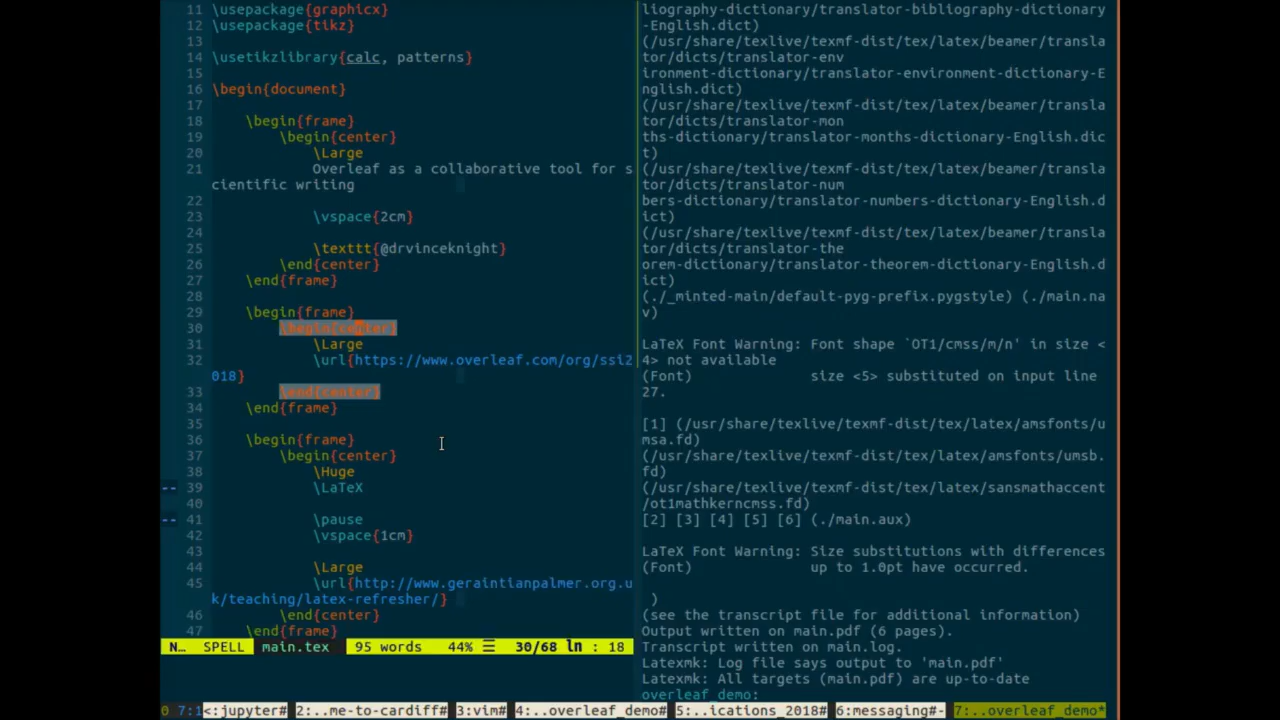 11 \usepackage{graphicx}
12 \usepackage{tikz}
13
14 \usetikzlibrary{calc, patterns}
15
16 \begin{document}
17
18 \begin{frame}
19 \begin{center}
20 \Large
21 Overleaf as a collaborative tool for s
cientific writing
22
23 \vspace{2cm}
24
25 \texttt{@drvinceknight}
26 \end{center}
27 \end{frame}
28
29 \begin{frame}
30 \begin{center}
31 \Large
32 \url{https://www.overleaf.com/org/ssi2
018}
33 \end{center}
34 \end{frame}
35
36 \begin{frame}
37 \begin{center}
38 \Huge
-- 39 \LaTeX
40
-- 41 \pause
42 \vspace{1cm}
43
44 \Large
45 \url{http://www.geraintianpalmer.org.u
k/teaching/latex-refresher/}
46 \end{center}
47 \end{frame}
N… SPELL main.tex 95 words 44% ☰ 30/68 ln : 18
liography-dictionary/translator-bibliography-dictionary
-English.dict)
(/usr/share/texlive/texmf-dist/tex/latex/beamer/transla
tor/dicts/translator-env
ironment-dictionary/translator-environment-dictionary-E
nglish.dict)
(/usr/share/texlive/texmf-dist/tex/latex/beamer/transla
tor/dicts/translator-mon
ths-dictionary/translator-months-dictionary-English.dic
t)
(/usr/share/texlive/texmf-dist/tex/latex/beamer/transla
tor/dicts/translator-num
bers-dictionary/translator-numbers-dictionary-English.d
ict)
(/usr/share/texlive/texmf-dist/tex/latex/beamer/transla
tor/dicts/translator-the
orem-dictionary/translator-theorem-dictionary-English.d
ict)
(./_minted-main/default-pyg-prefix.pygstyle) (./main.na
v)
LaTeX Font Warning: Font shape `OT1/cmss/m/n' in size <
4> not available
(Font) size <5> substituted on input line
27.
[1] (/usr/share/texlive/texmf-dist/tex/latex/amsfonts/u
msa.fd)
(/usr/share/texlive/texmf-dist/tex/latex/amsfonts/umsb.
fd)
(/usr/share/texlive/texmf-dist/tex/latex/sansmathaccent
/ot1mathkerncmss.fd)
[2] [3] [4] [5] [6] (./main.aux)
LaTeX Font Warning: Size substitutions with differences
(Font) up to 1.0pt have occurred.
)
(see the transcript file for additional information)
Output written on main.pdf (6 pages).
Transcript written on main.log.
Latexmk: Log file says output to 'main.pdf'
Latexmk: All targets (main.pdf) are up-to-date
overleaf_demo:
0 7:1 <:jupyter# 2:..me-to-cardiff# 3:vim# 4:..overleaf_demo# 5:..ications_2018# 6:messaging#- 7:..overleaf_demo*